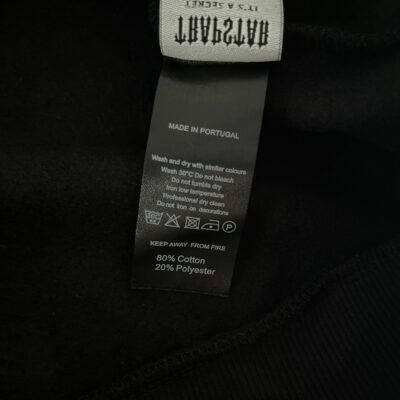 TRAPSTAR
IT'S A SECRET
MADE IN PORTUGAL
Wash and dry with similar colours
Wash 30°C Do not bleach
Do not tumble dry
Iron low temperature
Professional dry clean
Do not iron on decorations
P
KEEP AWAY FROM FIRE
80% Cotton
20% Polyester